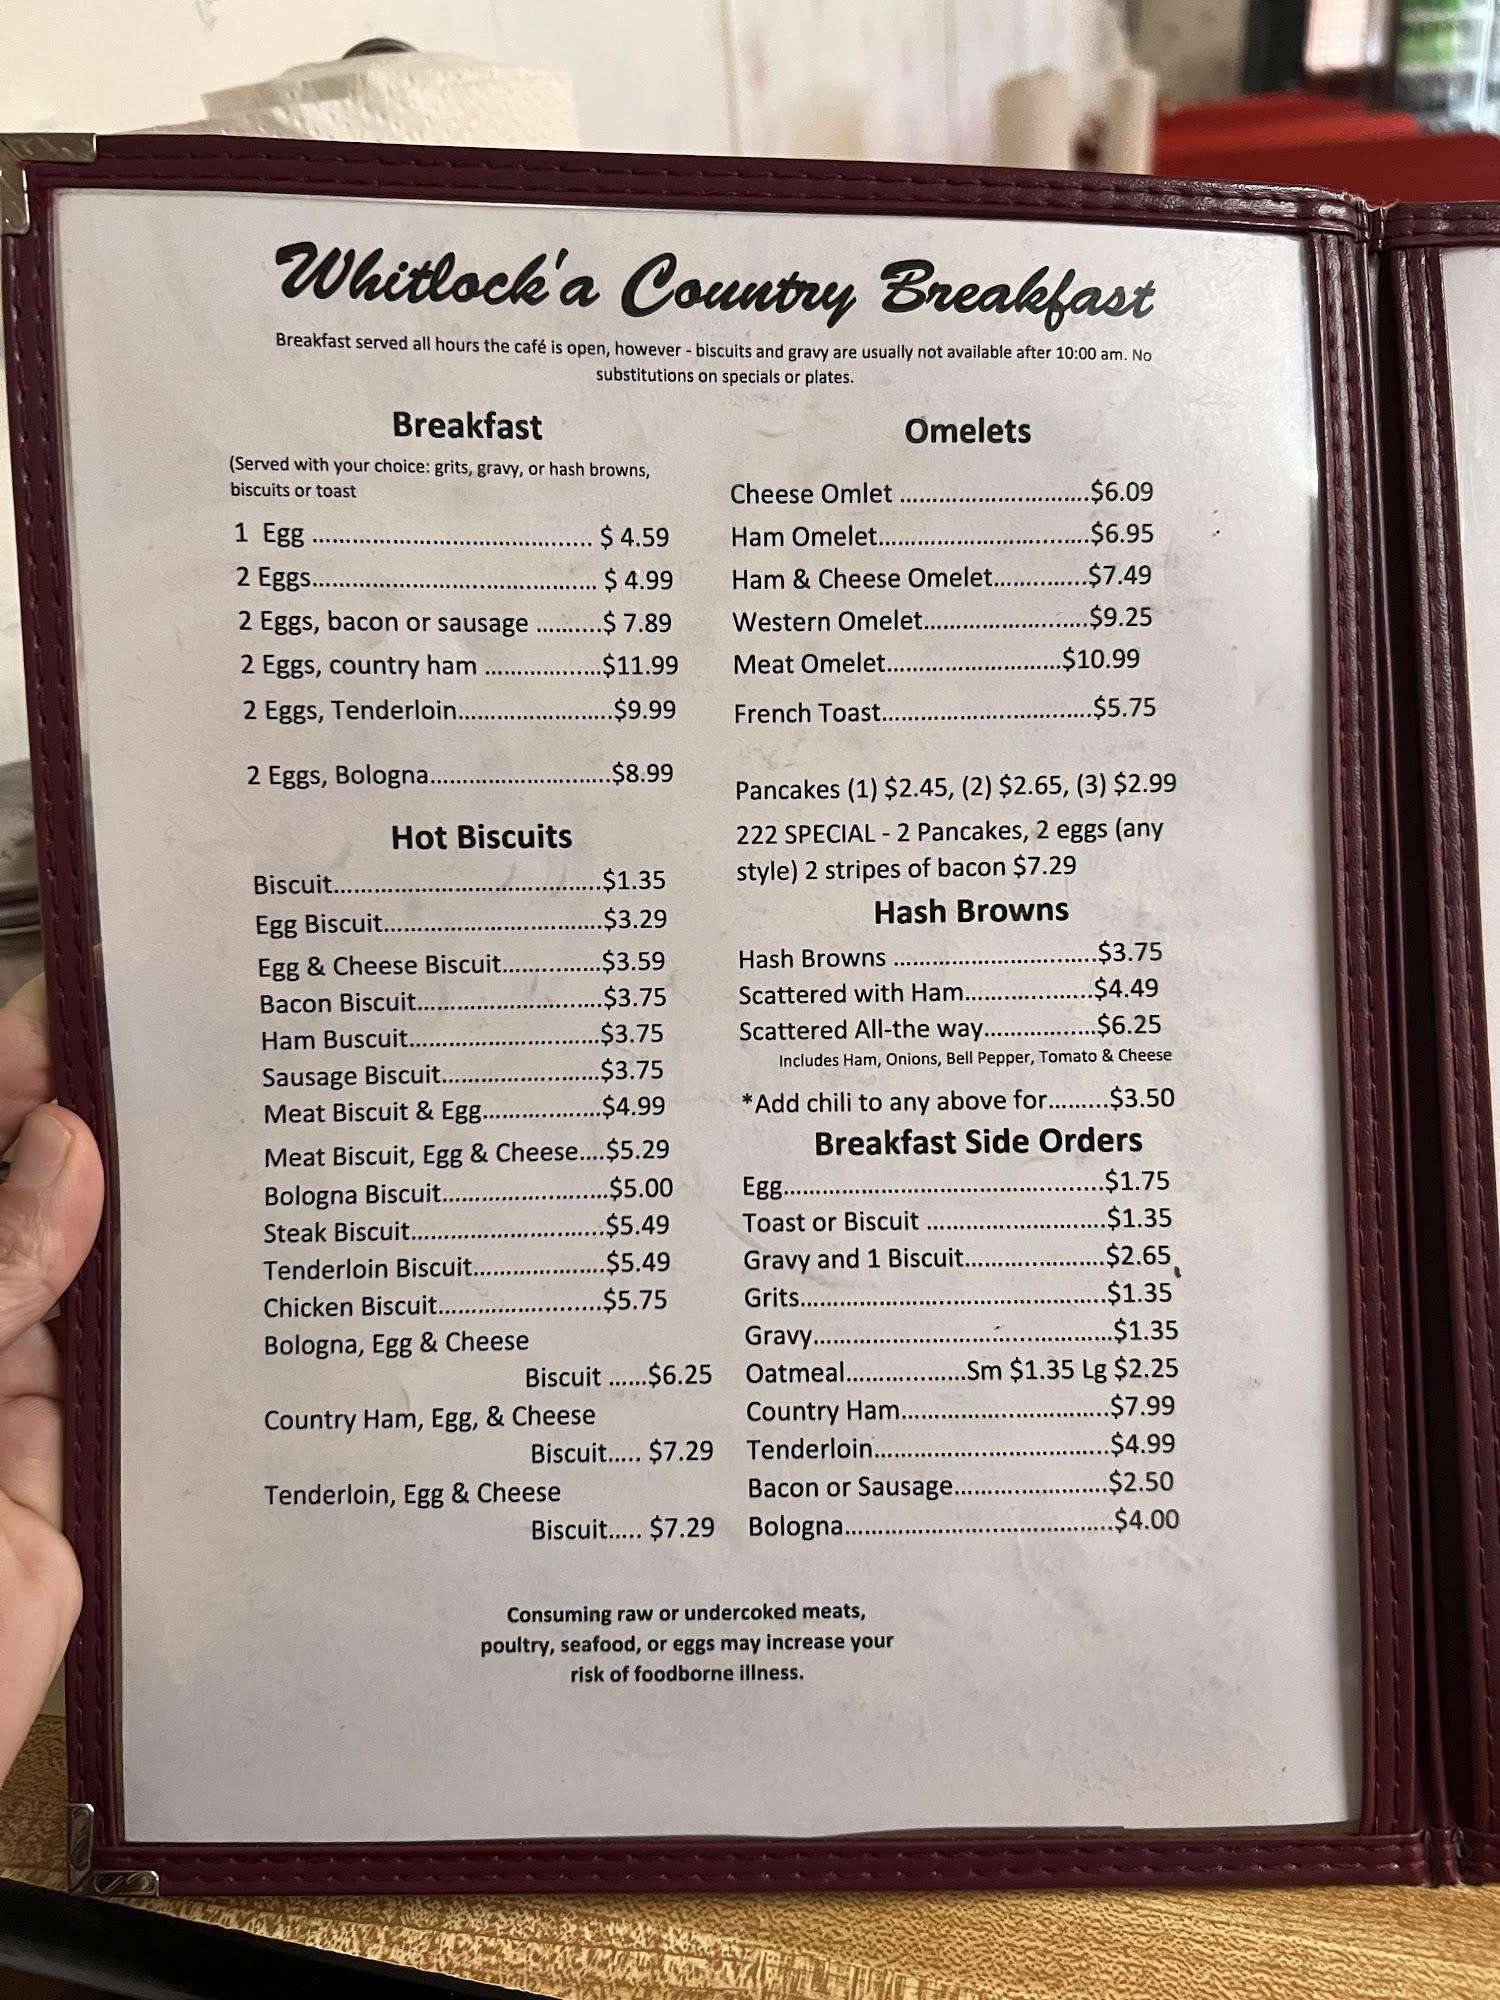 Whitlock'a Country Breakfast
Breakfast served all hours the café is open, however - biscuits and gravy are usually not available after 10:00 am. No
substitutions on specials or plates.
Breakfast
(Served with your choice: grits, gravy, or hash browns,
biscuits or toast
1 Egg ............................................ $ 4.59
2 Eggs............................................ $ 4.99
2 Eggs, bacon or sausage ..........$ 7.89
2 Eggs, country ham ...................$11.99
2 Eggs, Tenderloin.........................$9.99
2 Eggs, Bologna.............................$8.99
Hot Biscuits
Biscuit...........................................$1.35
Egg Biscuit...................................$3.29
Egg & Cheese Biscuit................$3.59
Bacon Biscuit..............................$3.75
Ham Buscuit...............................$3.75
Sausage Biscuit.........................$3.75
Meat Biscuit & Egg...................$4.99
Meat Biscuit, Egg & Cheese....$5.29
Bologna Biscuit...........................$5.00
Steak Biscuit...............................$5.49
Tenderloin Biscuit.....................$5.49
Chicken Biscuit..........................$5.75
Bologna, Egg & Cheese
Biscuit ......$6.25
Country Ham, Egg, & Cheese
Biscuit..... $7.29
Tenderloin, Egg & Cheese
Biscuit..... $7.29
Omelets
Cheese Omlet ...............................$6.09
Ham Omelet..................................$6.95
Ham & Cheese Omelet...............$7.49
Western Omelet...........................$9.25
Meat Omelet............................$10.99
French Toast..................................$5.75
Pancakes (1) $2.45, (2) $2.65, (3) $2.99
222 SPECIAL - 2 Pancakes, 2 eggs (any
style) 2 stripes of bacon $7.29
Hash Browns
Hash Browns .................................$3.75
Scattered with Ham.....................$4.49
Scattered All-the way..................$6.25
Includes Ham, Onions, Bell Pepper, Tomato & Cheese
*Add chili to any above for.........$3.50
Breakfast Side Orders
Egg...................................................$1.75
Toast or Biscuit .............................$1.35
Gravy and 1 Biscuit.......................$2.65
Grits.................................................$1.35
Gravy................................................$1.35
Oatmeal...................Sm $1.35 Lg $2.25
Country Ham.................................$7.99
Tenderloin......................................$4.99
Bacon or Sausage.........................$2.50
Bologna...........................................$4.00
Consuming raw or undercoked meats,
poultry, seafood, or eggs may increase your
risk of foodborne illness.